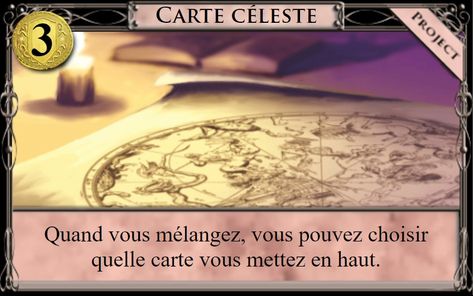 3
CARTE CÉLESTE
PROJECT
Quand vous mélangez, vous pouvez choisir
quelle carte vous mettez en haut.